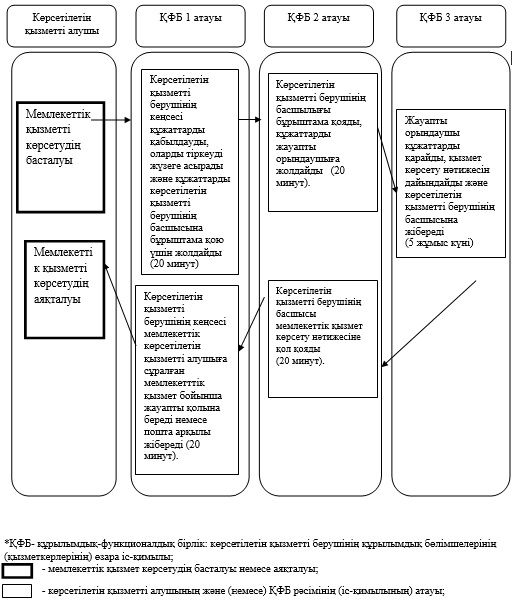 Көрсетілетін
қызметті алушы
ҚФБ 1 атауы
ҚФБ 2 атауы
ҚФБ 3 атауы
Мемлекеттік
қызметті
көрсетудің
басталуы
Көрсетілетін
қызметті
берушінің
кеңсесі
құжаттарды
қабылдауды,
оларды тіркеуді
жүзеге асырады
және құжаттарды
көрсетілетін
қызметті
берушінің
басшысына
бұрыштама қою
үшін жолдайды
(20 минут)
Көрсетілетін
қызметті берушінің
басшылығы
бұрыштама қояды,
құжаттарды
жауапты
орындаушыға
жолдайды (20
минут).
Жауапты
орындаушы
құжаттарды
қарайды, қызмет
көрсету нәтижесін
дайындайды және
көрсетілетін
қызметті берушінің
басшысына
жібереді
(5 жұмыс күні)
Мемлекетті
к қызметті
көрсетудің
аяқталуы
Көрсетілетін
қызметті
берушінің кеңсесі
мемлекеттік
көрсетілетін
қызметті алушыға
сұралған
мемлекетттік
қызмет бойынша
жауапты қолына
береді немесе
пошта арқылы
жібереді (20
минут).
Көрсетілетін
қызметті берушінің
басшысы
мемлекеттік қызмет
көрсету нәтижесіне
қол қояды
(20 минут).
*ҚФБ- құрылымдық-функционалдық бірлік: көрсетілетін қызметті берушінің құрылымдық бөлімшелерінің
(қызметкерлерінің) өзара іс-қимылы;
- мемлекеттік қызмет көрсетудің басталуы немесе аяқталуы;
- көрсетілетін қызметті алушының және (немесе) ҚФБ рәсімінің (іс-қимылының) атауы;